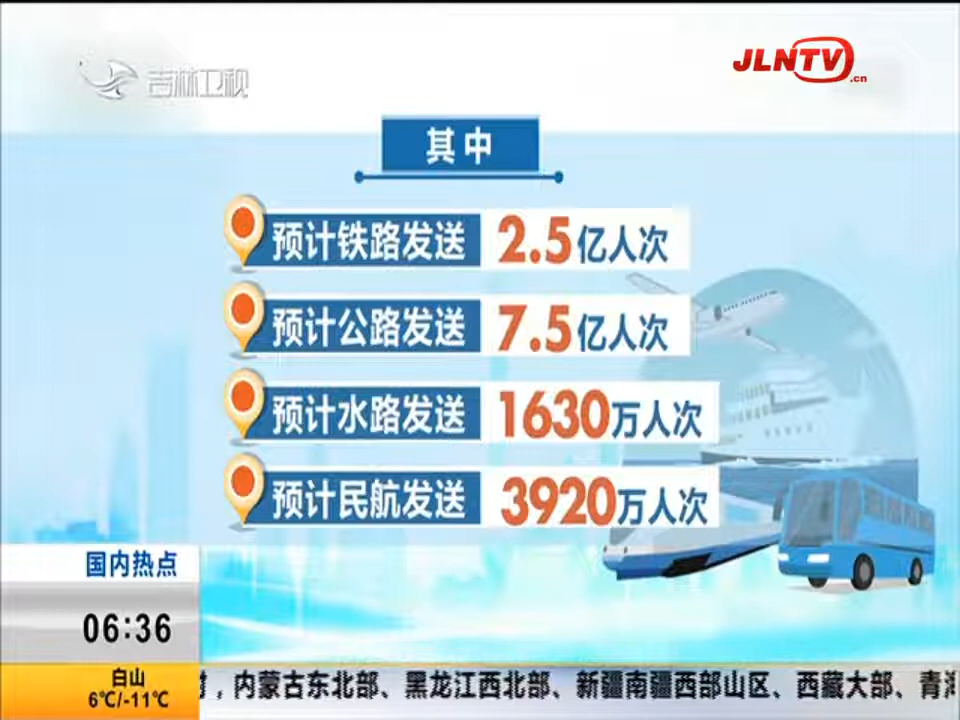 吉林卫视
JLNTV.cn
其中
预计铁路发送 2.5亿人次
预计公路发送 7.5亿人次
预计水路发送 1630万人次
预计民航发送 3920万人次
国内热点
06:36
白山
6℃/-11℃
，内蒙古东北部、黑龙江西北部、新疆南疆西部山区、西藏大部、青海